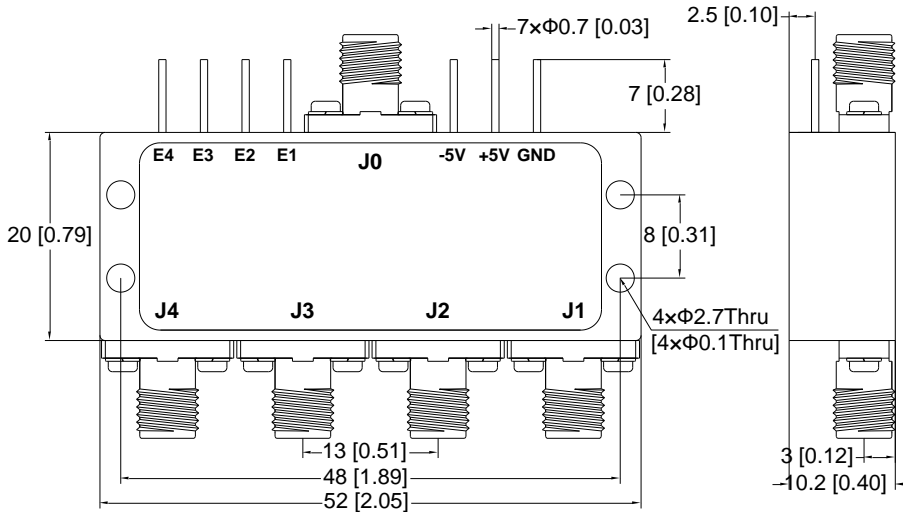 2.5 [0.10]
7×Φ0.7 [0.03]
7 [0.28]
E4 E3 E2 E1 J0 -5V +5V GND
20 [0.79]
8 [0.31]
J4 J3 J2 J1
4×Φ2.7Thru
[4×Φ0.1Thru]
13 [0.51]
3 [0.12]
48 [1.89]
10.2 [0.40]
52 [2.05]